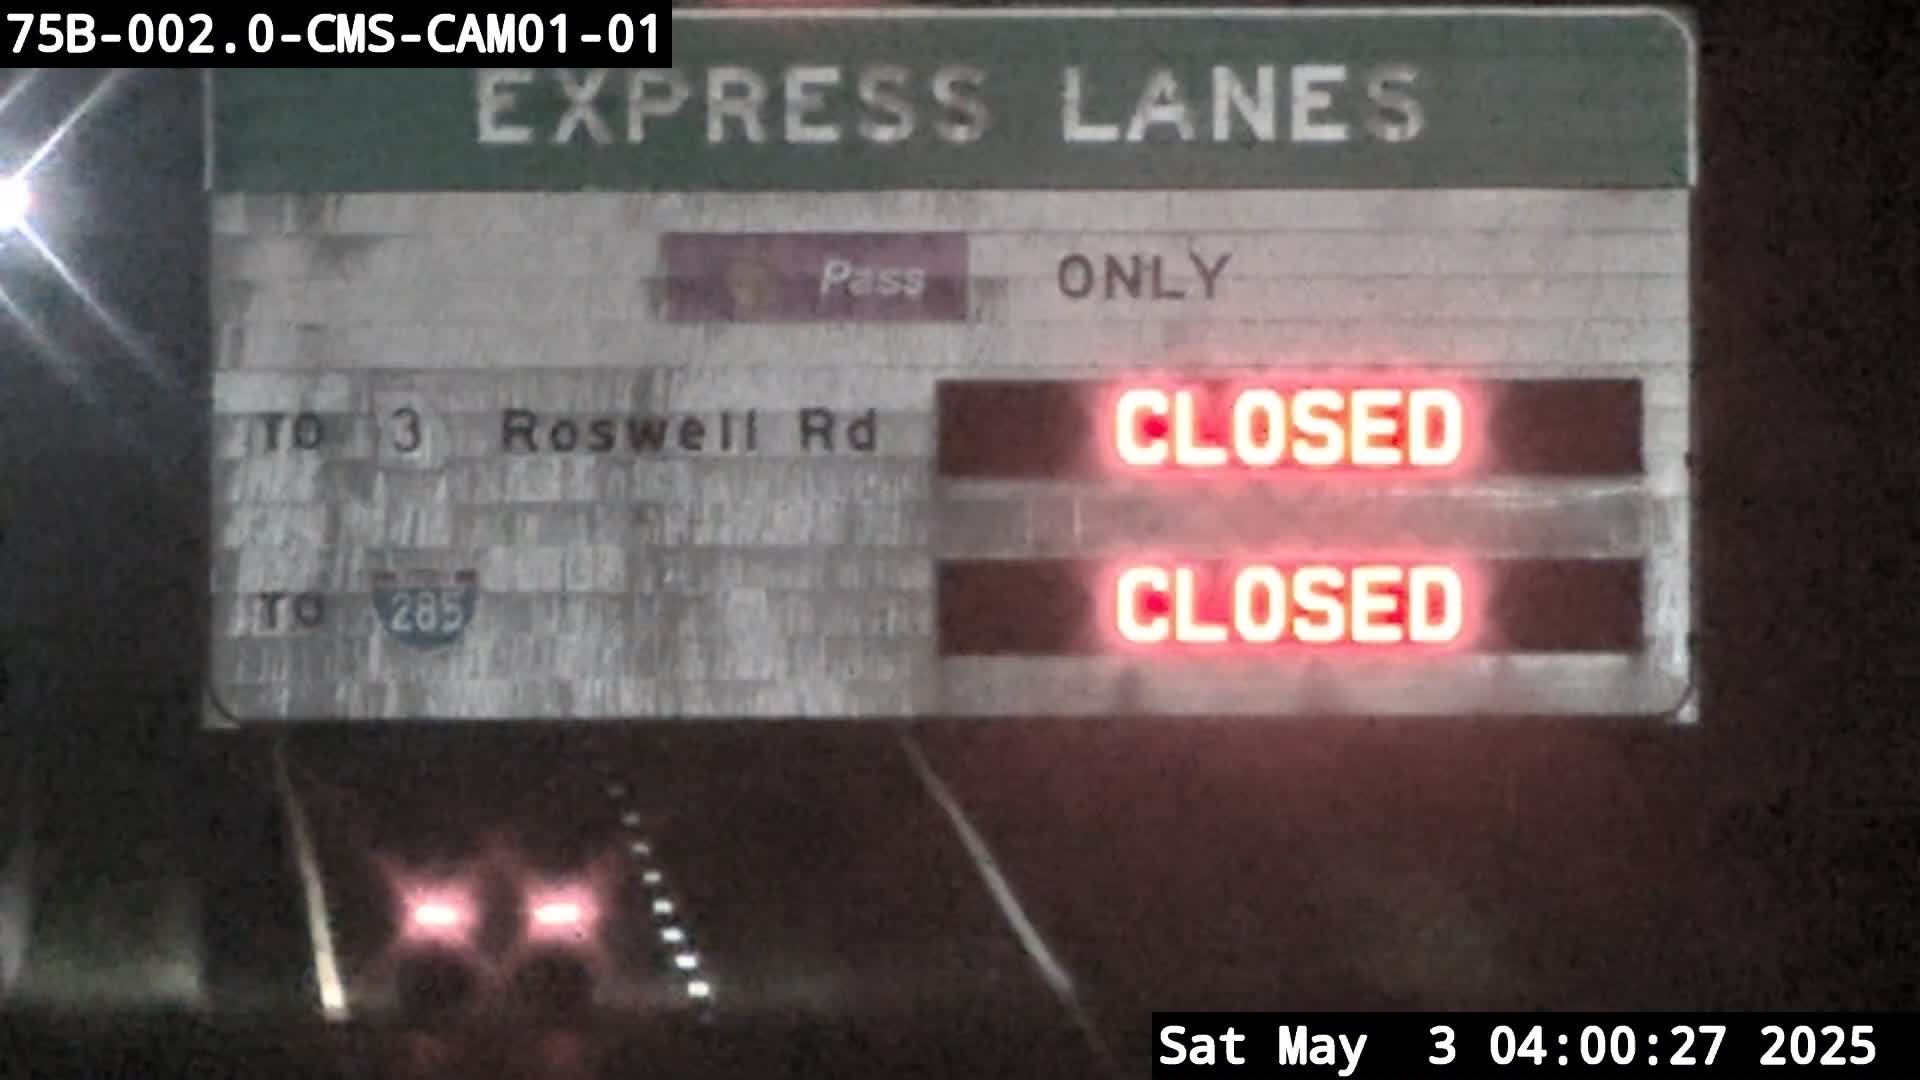 75B-002.0-CMS-CAM01-01
EXPRESS LANES
Pass ONLY
TO 3 Roswell Rd CLOSED
TO 285 CLOSED
Sat May 3 04:00:27 2025